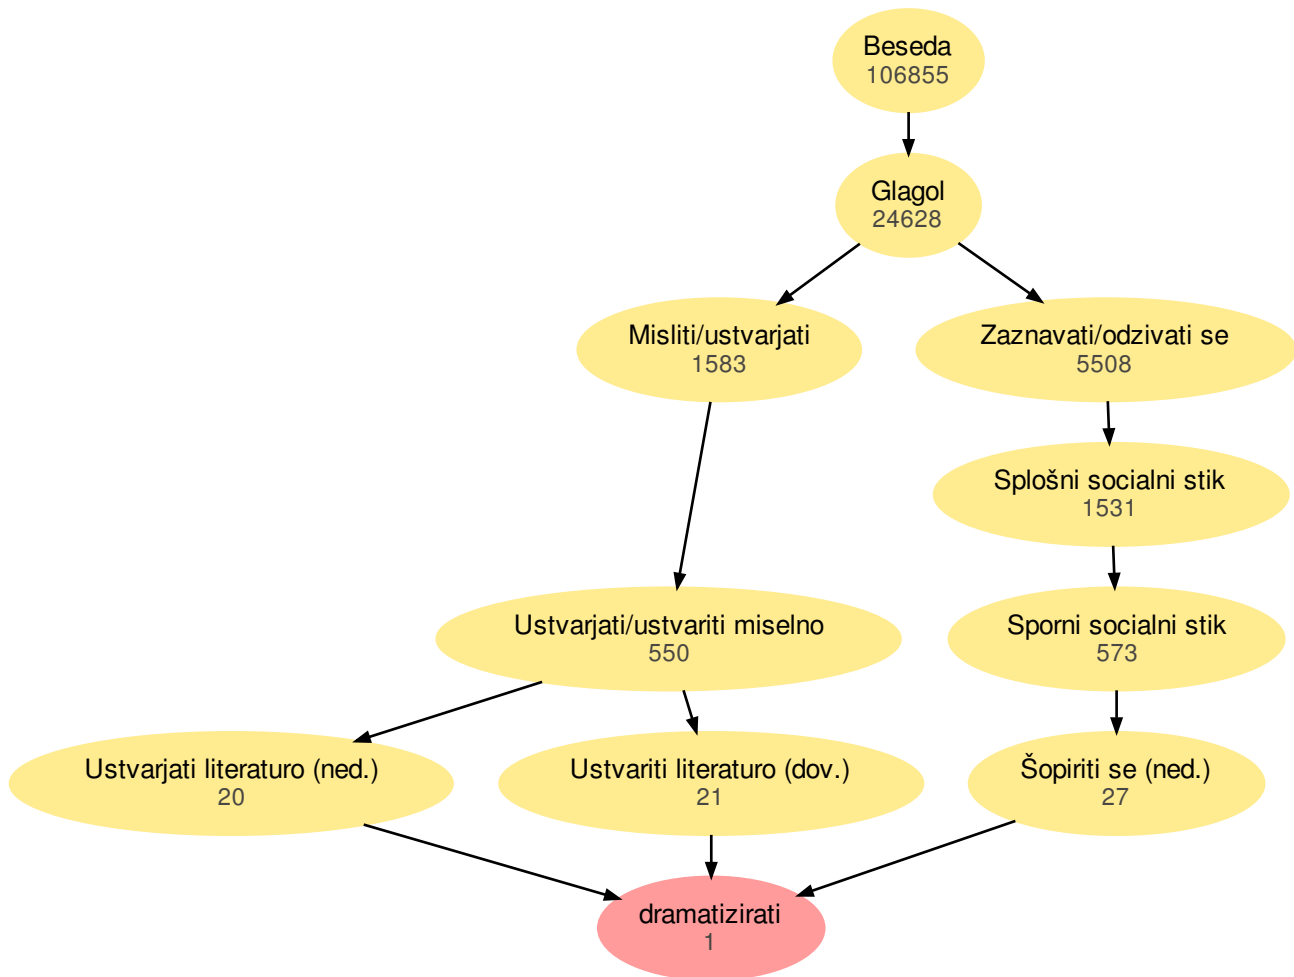 Beseda
106855
Glagol
24628
Misliti/ustvarjati
1583
Zaznavati/odzivati se
5508
Splošni socialni stik
1531
Ustvarjati/ustvariti miselno
550
Sporni socialni stik
573
Ustvarjati literaturo (ned.)
20
Ustvariti literaturo (dov.)
21
Šopiriti se (ned.)
27
dramatizirati
1